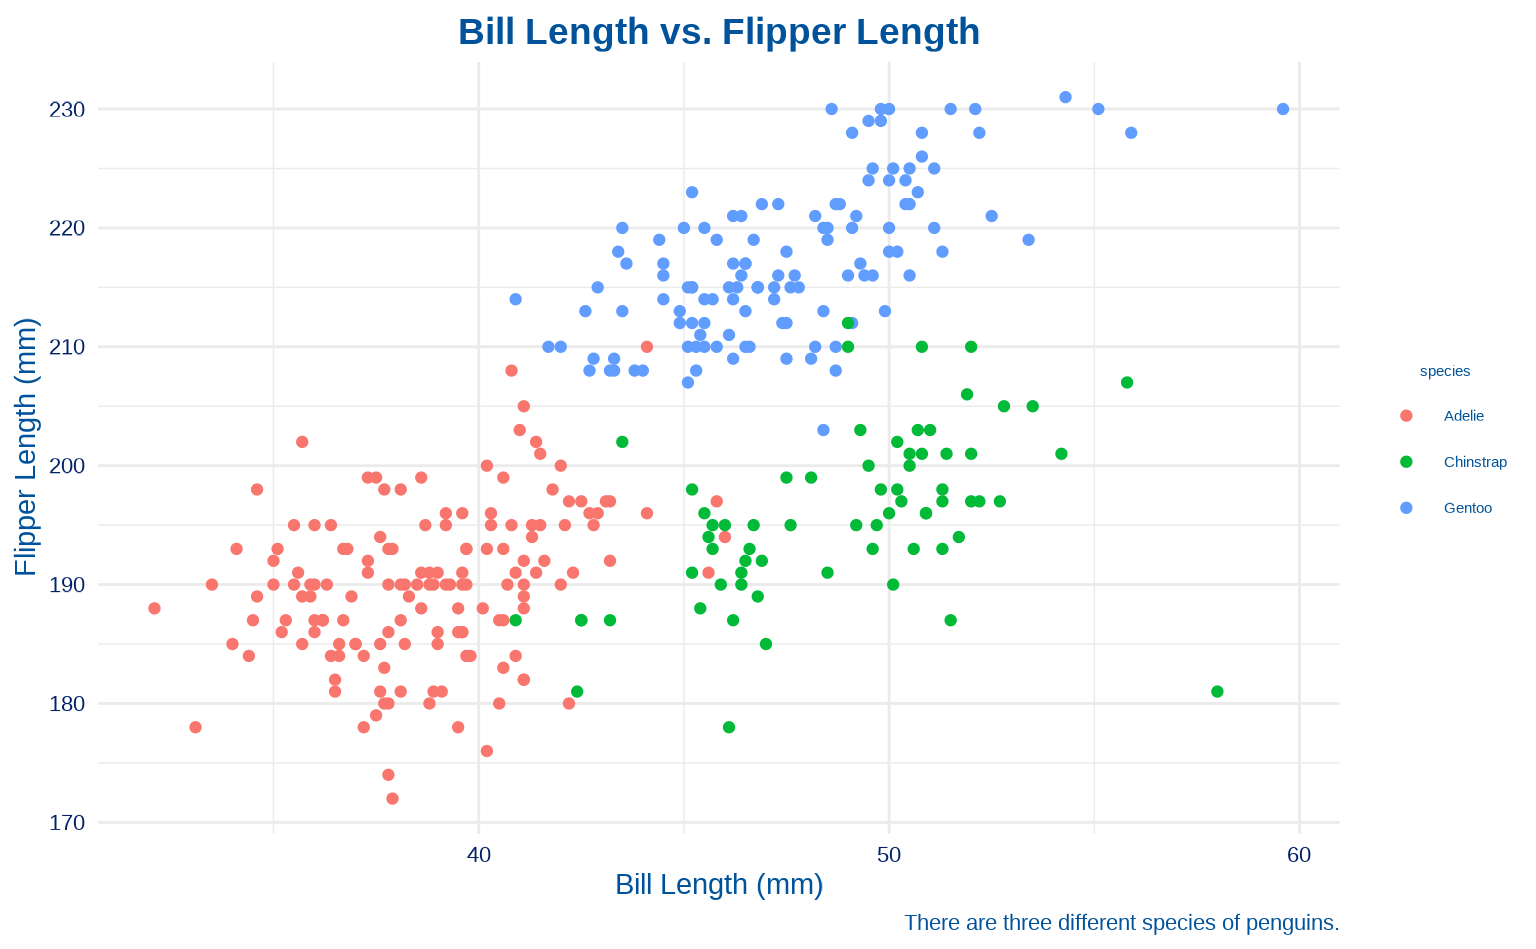 Bill Length vs. Flipper Length
Flipper Length (mm)
230
220
210
200
190
180
170
40
50
60
Bill Length (mm)
species
Adelie
Chinstrap
Gentoo
There are three different species of penguins.